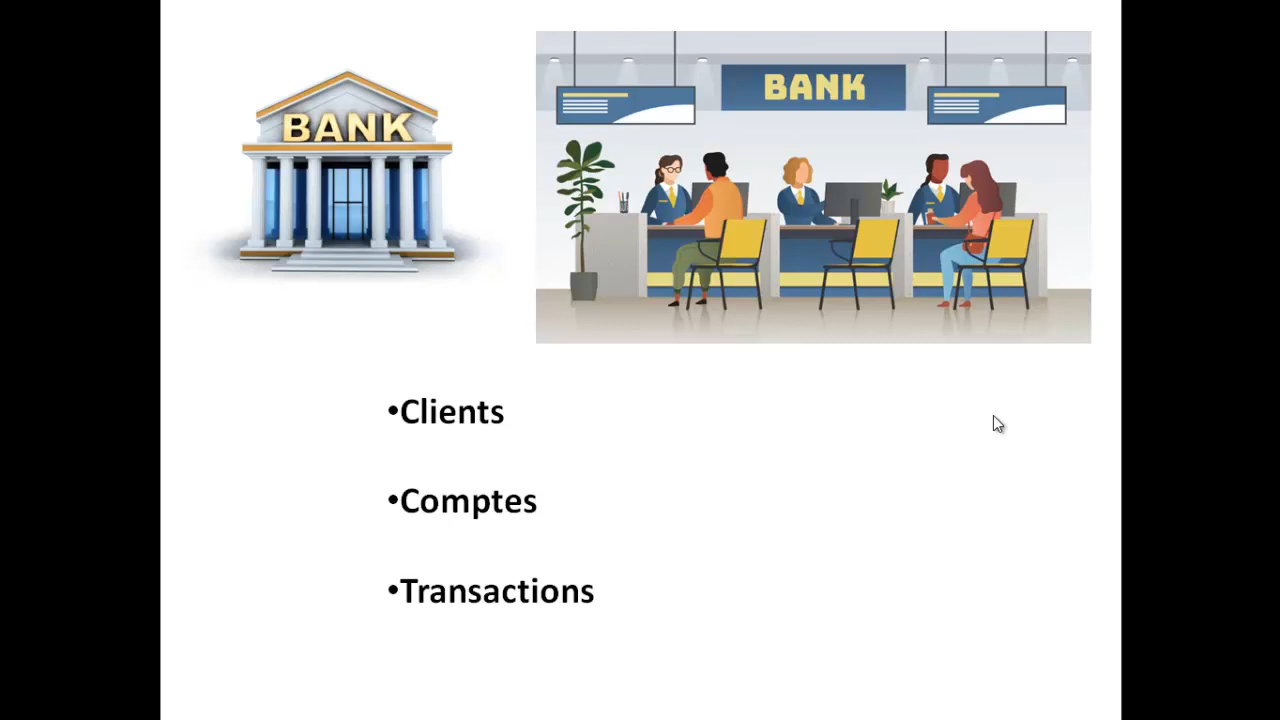 BANK
BANK
•Clients
•Comptes
•Transactions